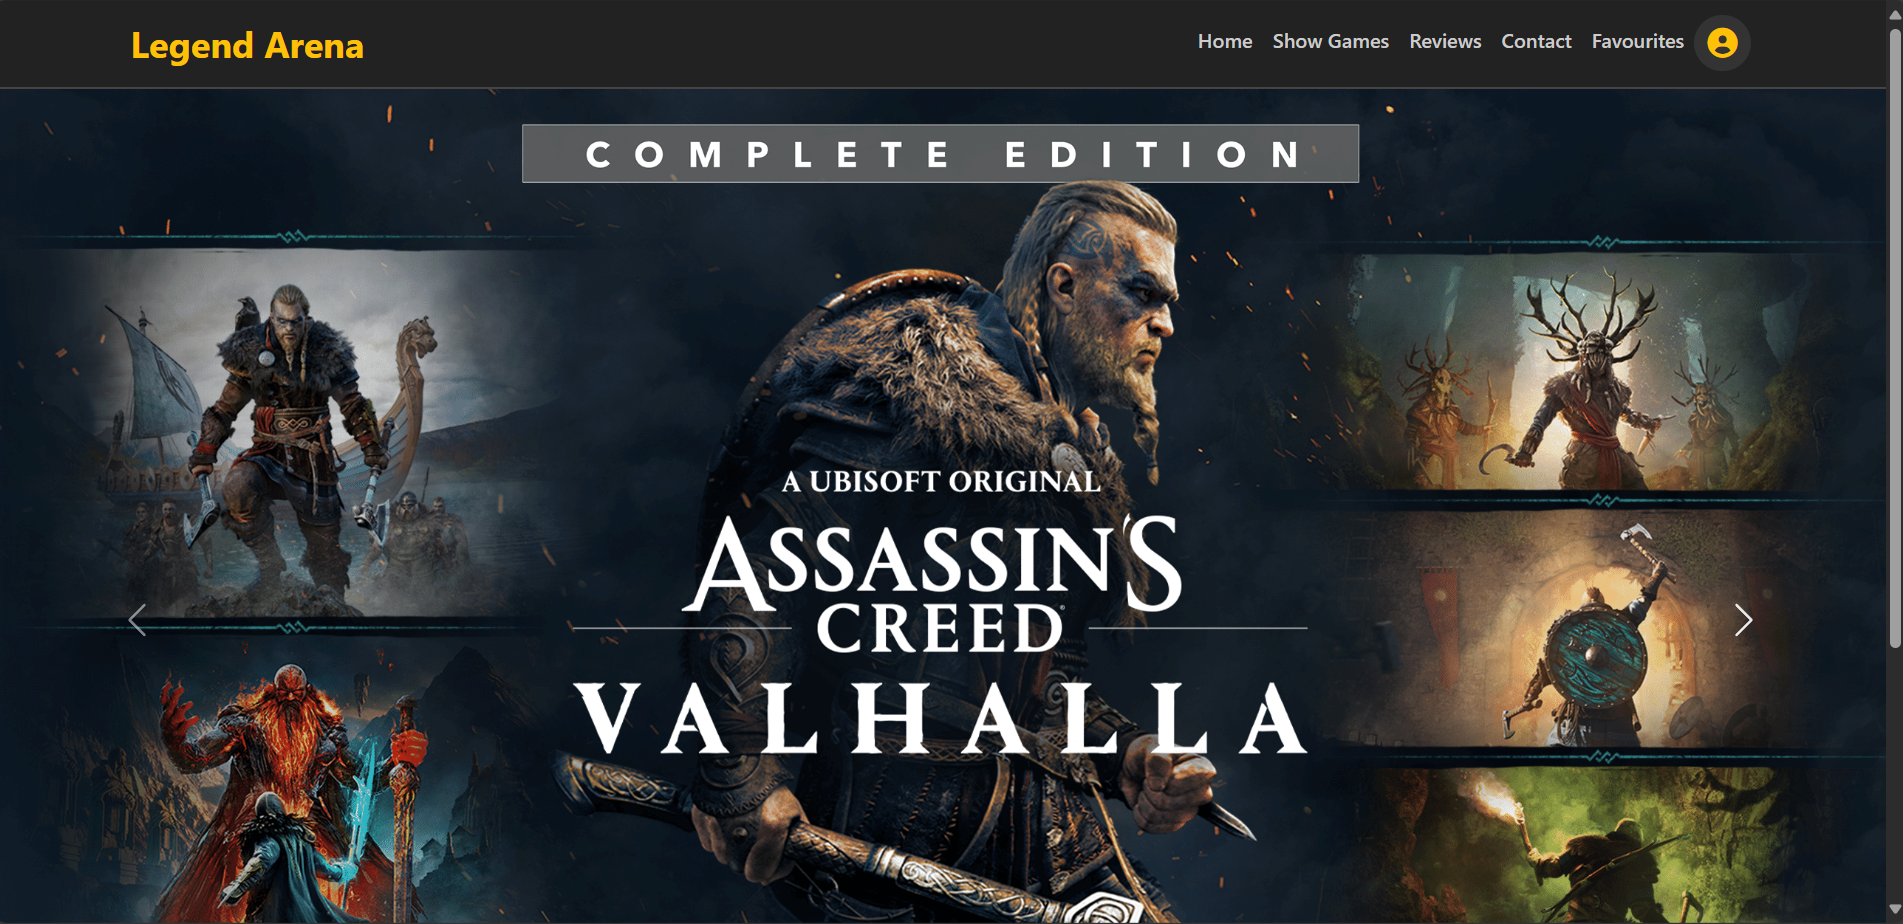 Legend Arena
Home Show Games Reviews Contact Favourites
COMPLETE EDITION
A UBISOFT ORIGINAL
ASSASSIN'S
CREED
VALHALLA